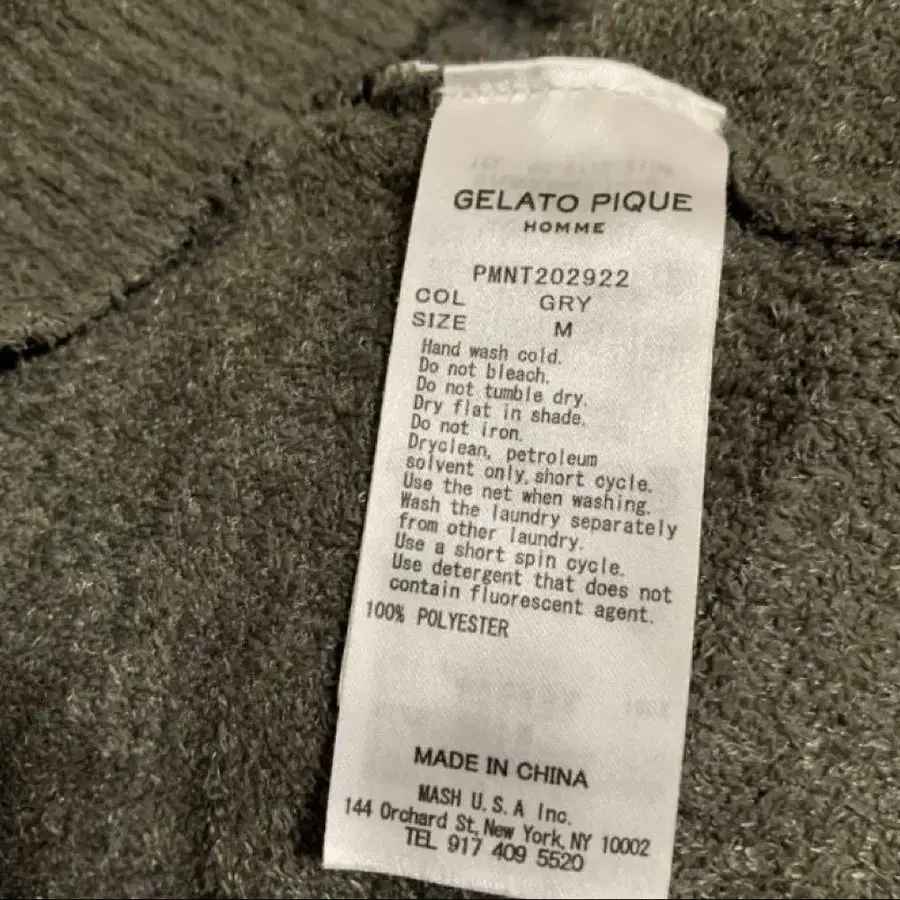 GELATO PIQUE
HOMME
PMNT202922
COL GRY
SIZE M
Hand wash cold.
Do not bleach.
Do not tumble dry.
Dry flat in shade.
Do not iron.
Dryclean, petroleum
solvent only, short cycle.
Use the net when washing.
Wash the laundry separately
from other laundry.
Use a short spin cycle.
Use detergent that does not
contain fluorescent agent.
100% POLYESTER
MADE IN CHINA
MASH U.S.A Inc.
144 Orchard St, New York, NY 10002
TEL 917 409 5520